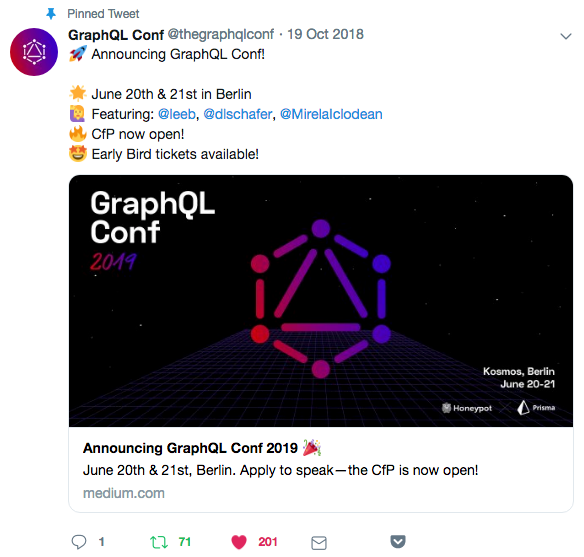 Pinned Tweet
GraphQL Conf @thegraphqlconf · 19 Oct 2018
🚀 Announcing GraphQL Conf!
🌟 June 20th & 21st in Berlin
🙋 Featuring: @leeb, @dlschafer, @MirelaIclodean
🔥 CfP now open!
🤩 Early Bird tickets available!
GraphQL
Conf
2019
Kosmos, Berlin
June 20-21
Honeypot × Prisma
Announcing GraphQL Conf 2019 🎉
June 20th & 21st, Berlin. Apply to speak—the CfP is now open!
medium.com
1 71 201